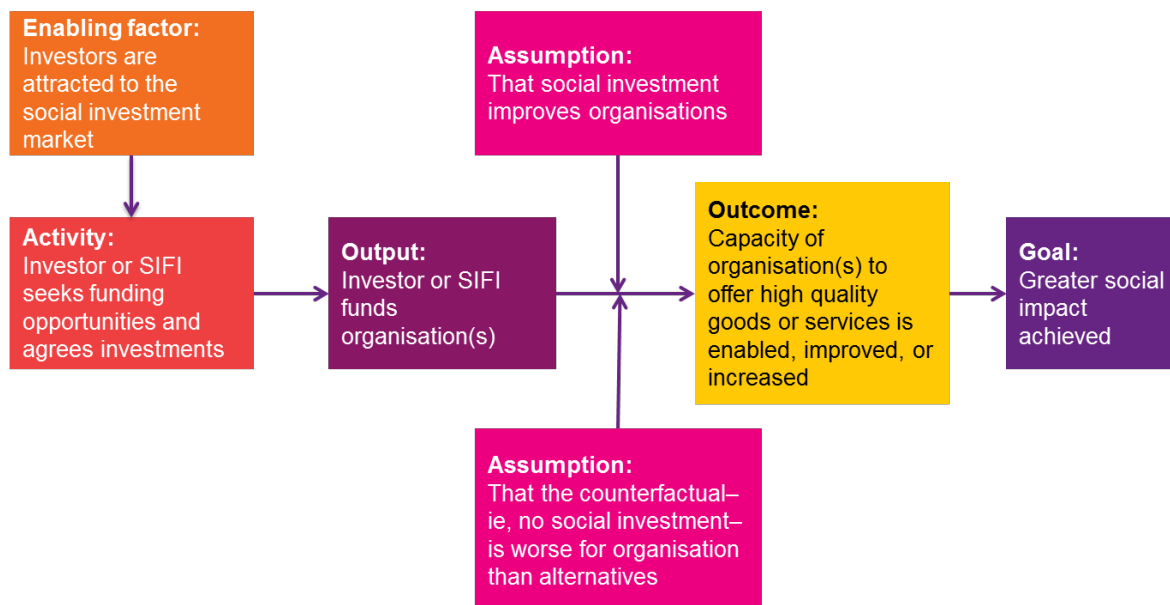 Enabling factor:
Investors are
attracted to the
social investment
market
Assumption:
That social investment
improves organisations
Activity:
Investor or SIFI
seeks funding
opportunities and
agrees investments
Output:
Investor or SIFI
funds
organisation(s)
Outcome:
Capacity of
organisation(s) to
offer high quality
goods or services is
enabled, improved, or
increased
Goal:
Greater social
impact
achieved
Assumption:
That the counterfactual–
ie, no social investment–
is worse for organisation
than alternatives